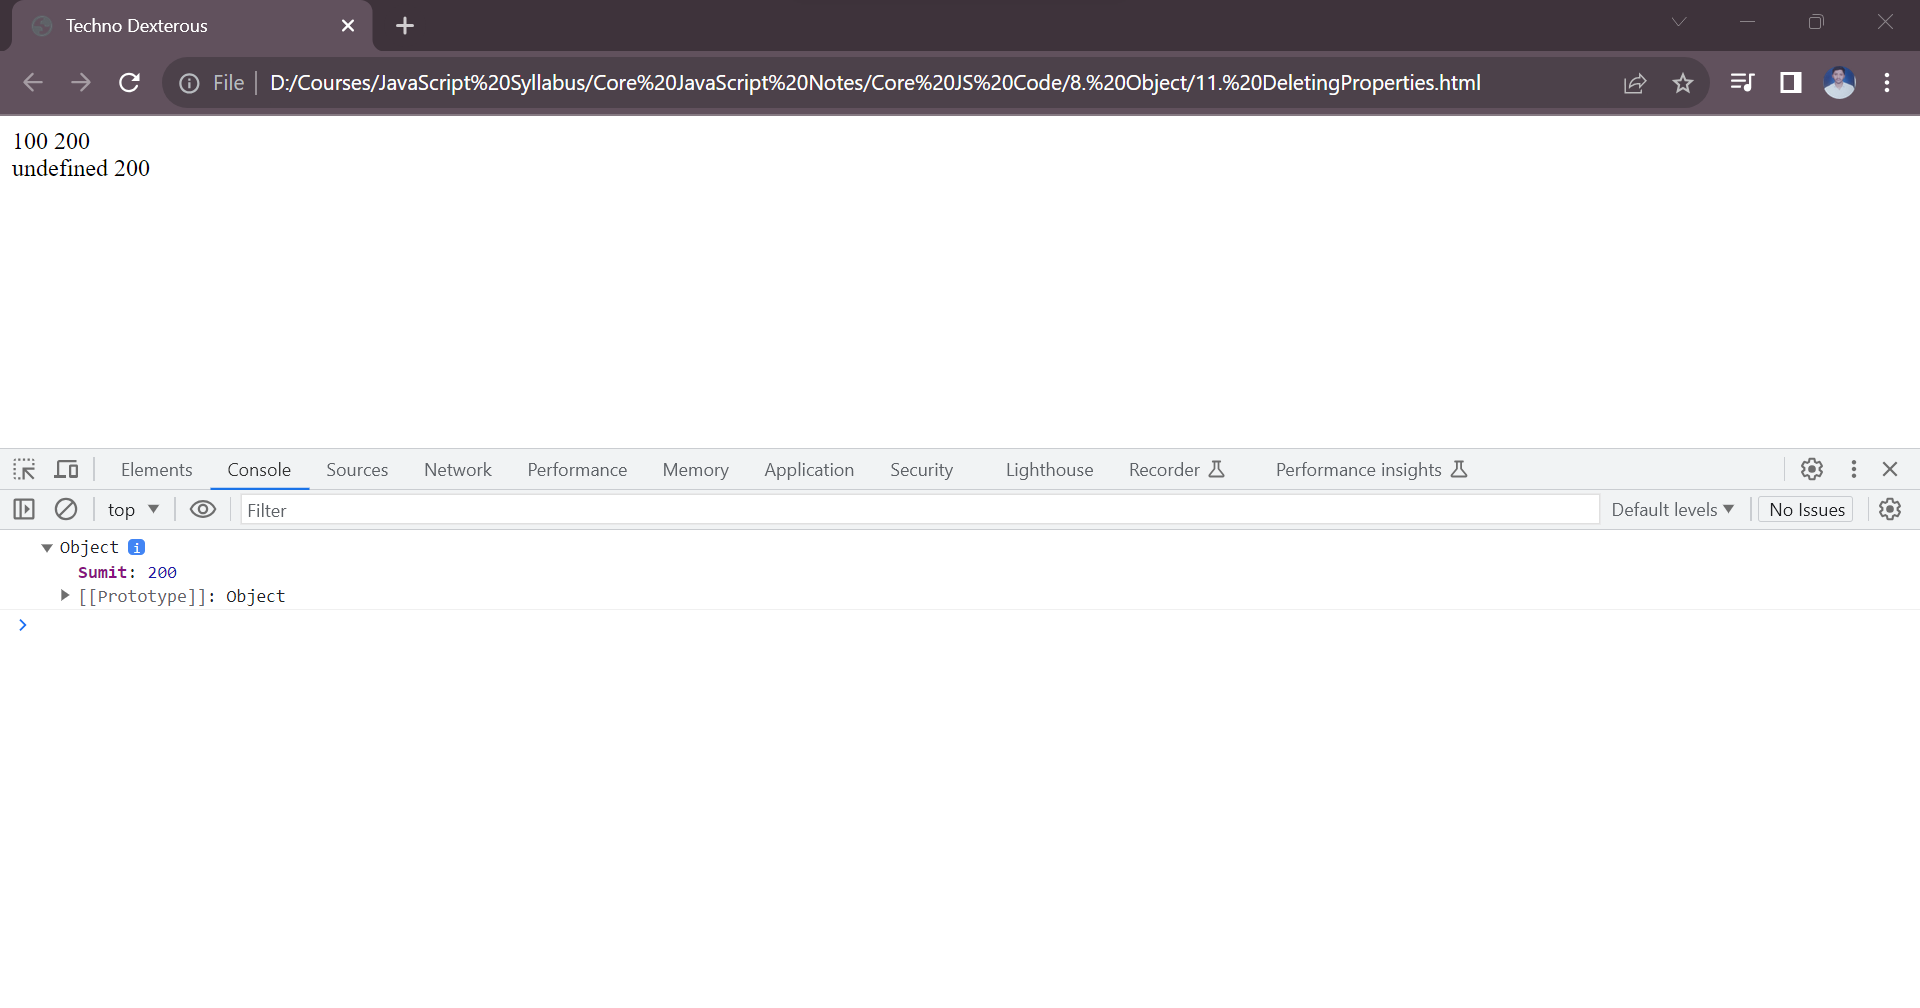 Techno Dexterous
File D:/Courses/JavaScript%20Syllabus/Core%20JavaScript%20Notes/Core%20JS%20Code/8.%20Object/11.%20DeletingProperties.html
100 200
undefined 200
Elements Console Sources Network Performance Memory Application Security Lighthouse Recorder Performance insights
top Filter Default levels No Issues
Object i
Sumit: 200
[[Prototype]]: Object